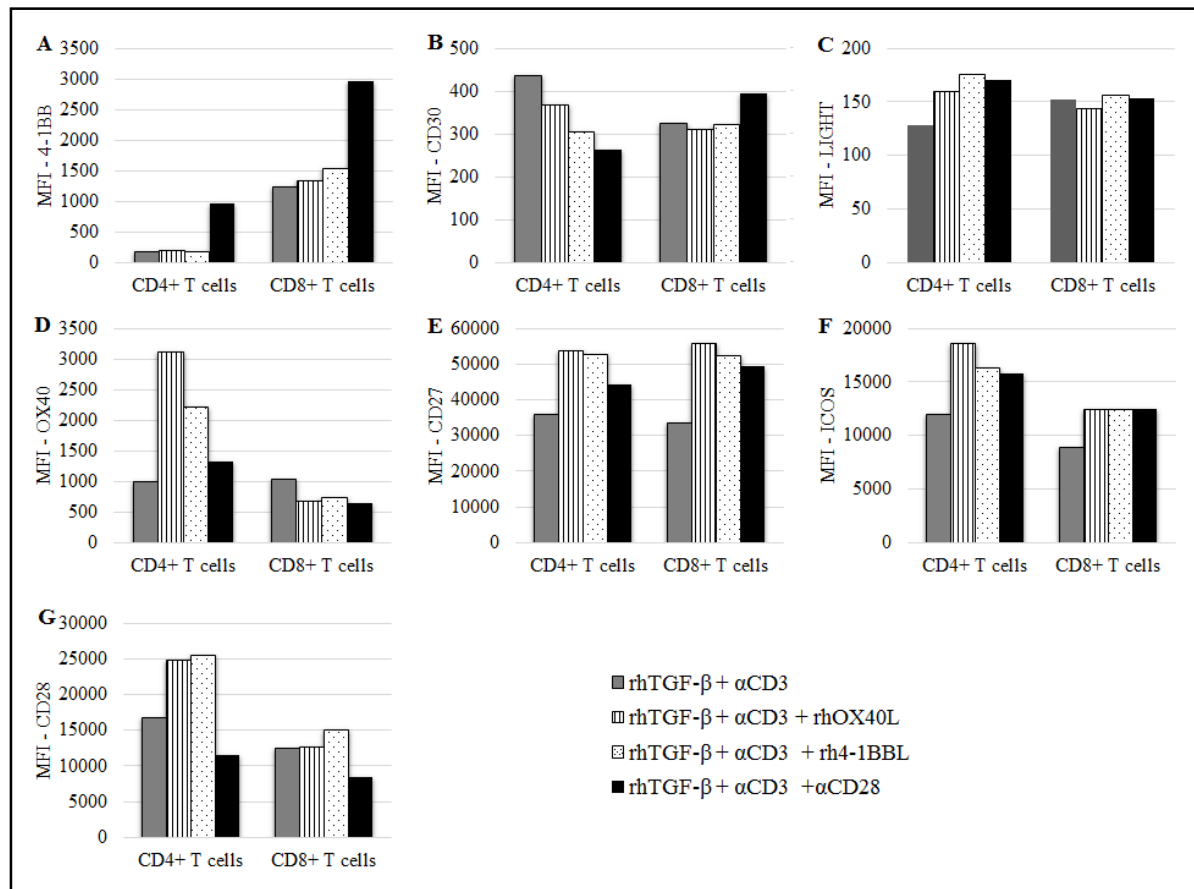 A
3500
3000
2500
2000
1500
1000
500
0
MFI - 4-1BB
CD4+ T cells
CD8+ T cells
B
500
400
300
200
100
0
MFI - CD30
CD4+ T cells
CD8+ T cells
C
200
150
100
50
0
MFI - LIGHT
CD4+ T cells
CD8+ T cells
D
3500
3000
2500
2000
1500
1000
500
0
MFI - OX40
CD4+ T cells
CD8+ T cells
E
60000
50000
40000
30000
20000
10000
0
MFI - CD27
CD4+ T cells
CD8+ T cells
F
20000
15000
10000
5000
0
MFI - ICOS
CD4+ T cells
CD8+ T cells
G
30000
25000
20000
15000
10000
5000
0
MFI - CD28
CD4+ T cells
CD8+ T cells
rhTGF-β + αCD3
rhTGF-β + αCD3 + rhOX40L
rhTGF-β + αCD3 + rh4-1BBL
rhTGF-β + αCD3 +αCD28